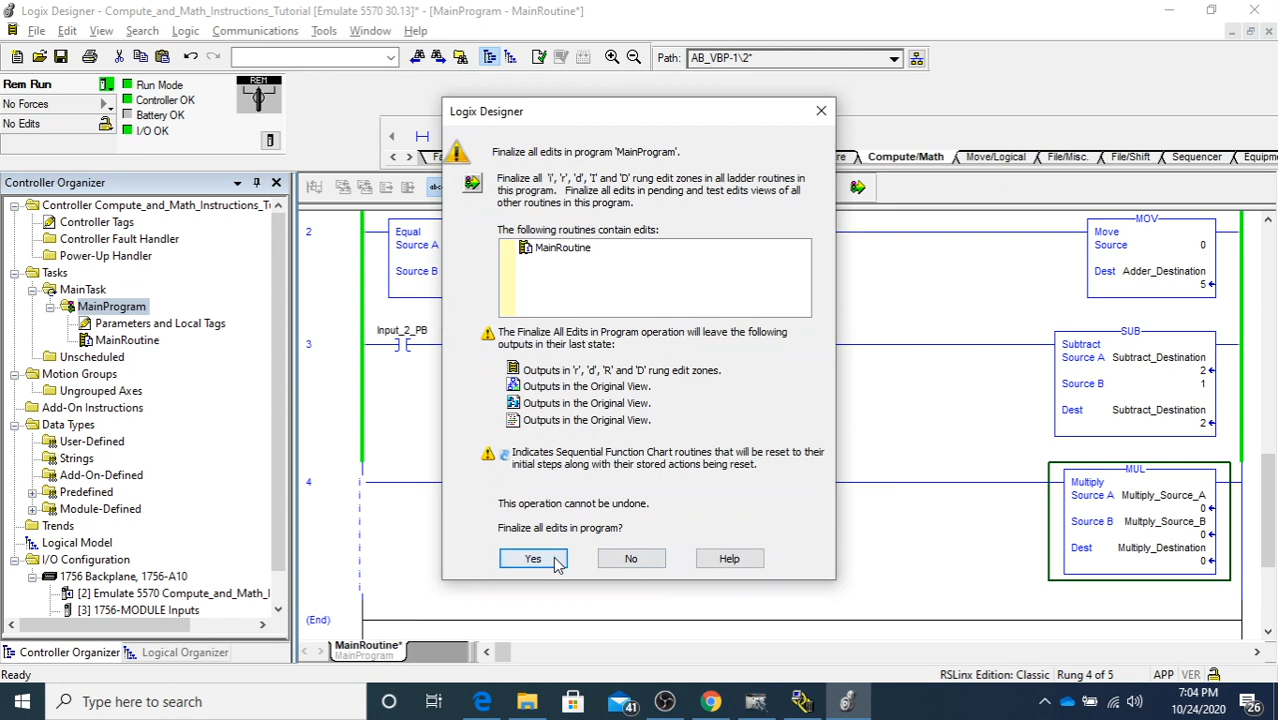 Logix Designer - Compute_and_Math_Instructions_Tutorial [Emulate 5570 30.13]* - [MainProgram - MainRoutine*]
File Edit View Search Logic Communications Tools Window Help
Path: AB_VBP-1\2*
Rem Run
No Forces
No Edits
Run Mode
Controller OK
Battery OK
I/O OK
REM
Compute/Math
Move/Logical
File/Misc.
File/Shift
Sequencer
Equipm
Controller Organizer
Controller Compute_and_Math_Instructions_Tu
Controller Tags
Controller Fault Handler
Power-Up Handler
Tasks
MainTask
MainProgram
Parameters and Local Tags
MainRoutine
Unscheduled
Motion Groups
Ungrouped Axes
Add-On Instructions
Data Types
User-Defined
Strings
Add-On-Defined
Predefined
Module-Defined
Trends
Logical Model
I/O Configuration
1756 Backplane, 1756-A10
[2] Emulate 5570 Compute_and_Math_I
[3] 1756-MODULE Inputs
Controller Organizer
Logical Organizer
Logix Designer
Finalize all edits in program 'MainProgram'.
Finalize all 'i', 'r', 'd', 'I' and 'D' rung edit zones in all ladder routines in
this program. Finalize all edits in pending and test edits views of all
other routines in this program.
The following routines contain edits:
MainRoutine
The Finalize All Edits in Program operation will leave the following
outputs in their last state:
Outputs in 'r', 'd', 'R' and 'D' rung edit zones.
Outputs in the Original View.
Outputs in the Original View.
Outputs in the Original View.
Indicates Sequential Function Chart routines that will be reset to their
initial steps along with their stored actions being reset.
This operation cannot be undone.
Finalize all edits in program?
Yes
No
Help
2
Equal
Source A
Source B
MOV
Move
Source 0
Dest Adder_Destination
5
3
Input_2_PB
SUB
Subtract
Source A Subtract_Destination
2
Source B 1
Dest Subtract_Destination
2
4
MUL
Multiply
Source A Multiply_Source_A
0
Source B Multiply_Source_B
0
Dest Multiply_Destination
0
(End)
MainRoutine*
MainProgram
Ready
RSLinx Edition: Classic
Rung 4 of 5
APP
VER
Type here to search
41
7:04 PM
10/24/2020
26